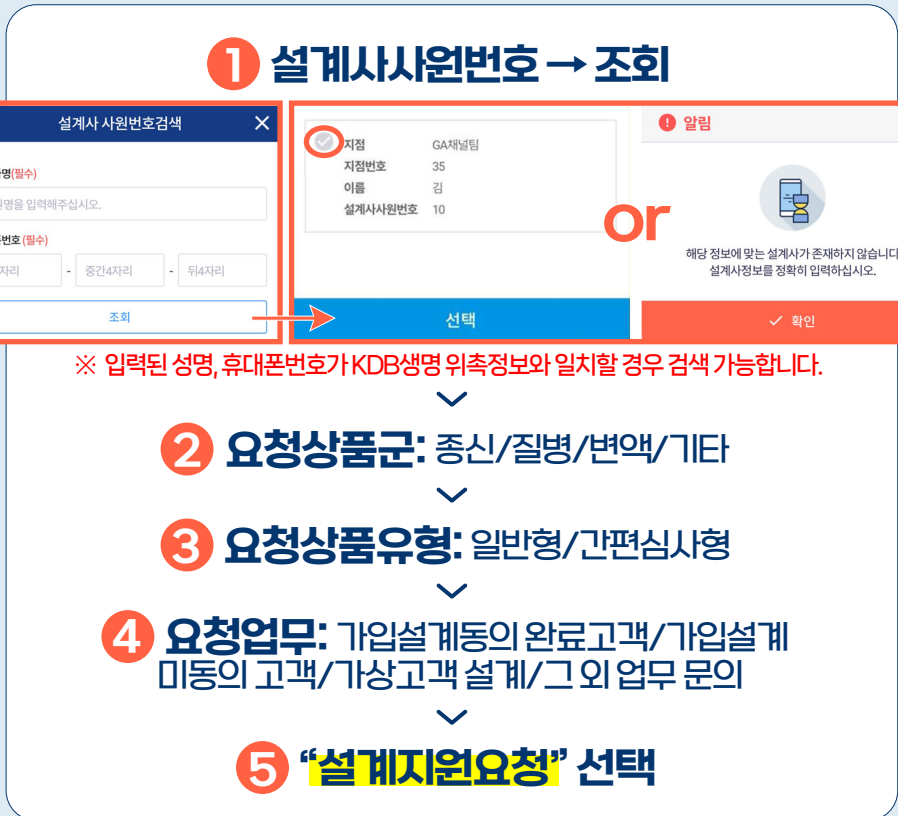 1 설계사사원번호 → 조회
설계사 사원번호검색
명(필수)
원명을 입력해주십시오.
번호 (필수)
자리 - 중간4자리 - 뒤4자리
조회
지점 GA채널팀
지점번호 35
이름 김
설계사사원번호 10
선택
or
알림
해당 정보에 맞는 설계사가 존재하지 않습니다
설계사정보를 정확히 입력하십시오.
확인
※ 입력된 성명, 휴대폰번호가 KDB생명 위촉정보와 일치할 경우 검색 가능합니다.
2 요청상품군: 종신/질병/변액/기타
3 요청상품유형: 일반형/간편심사형
4 요청업무: 가입설계동의 완료고객/가입설계
미동의 고객/가상고객 설계/그 외 업무 문의
5 “설계지원요청” 선택